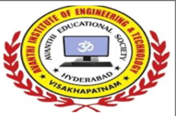 AVANTHI INSTITUTE OF ENGINEERING & TECHNOLOGY
AVANTHI EDUCATIONAL SOCIETY
ॐ
HYDERABAD
VISAKHAPATNAM